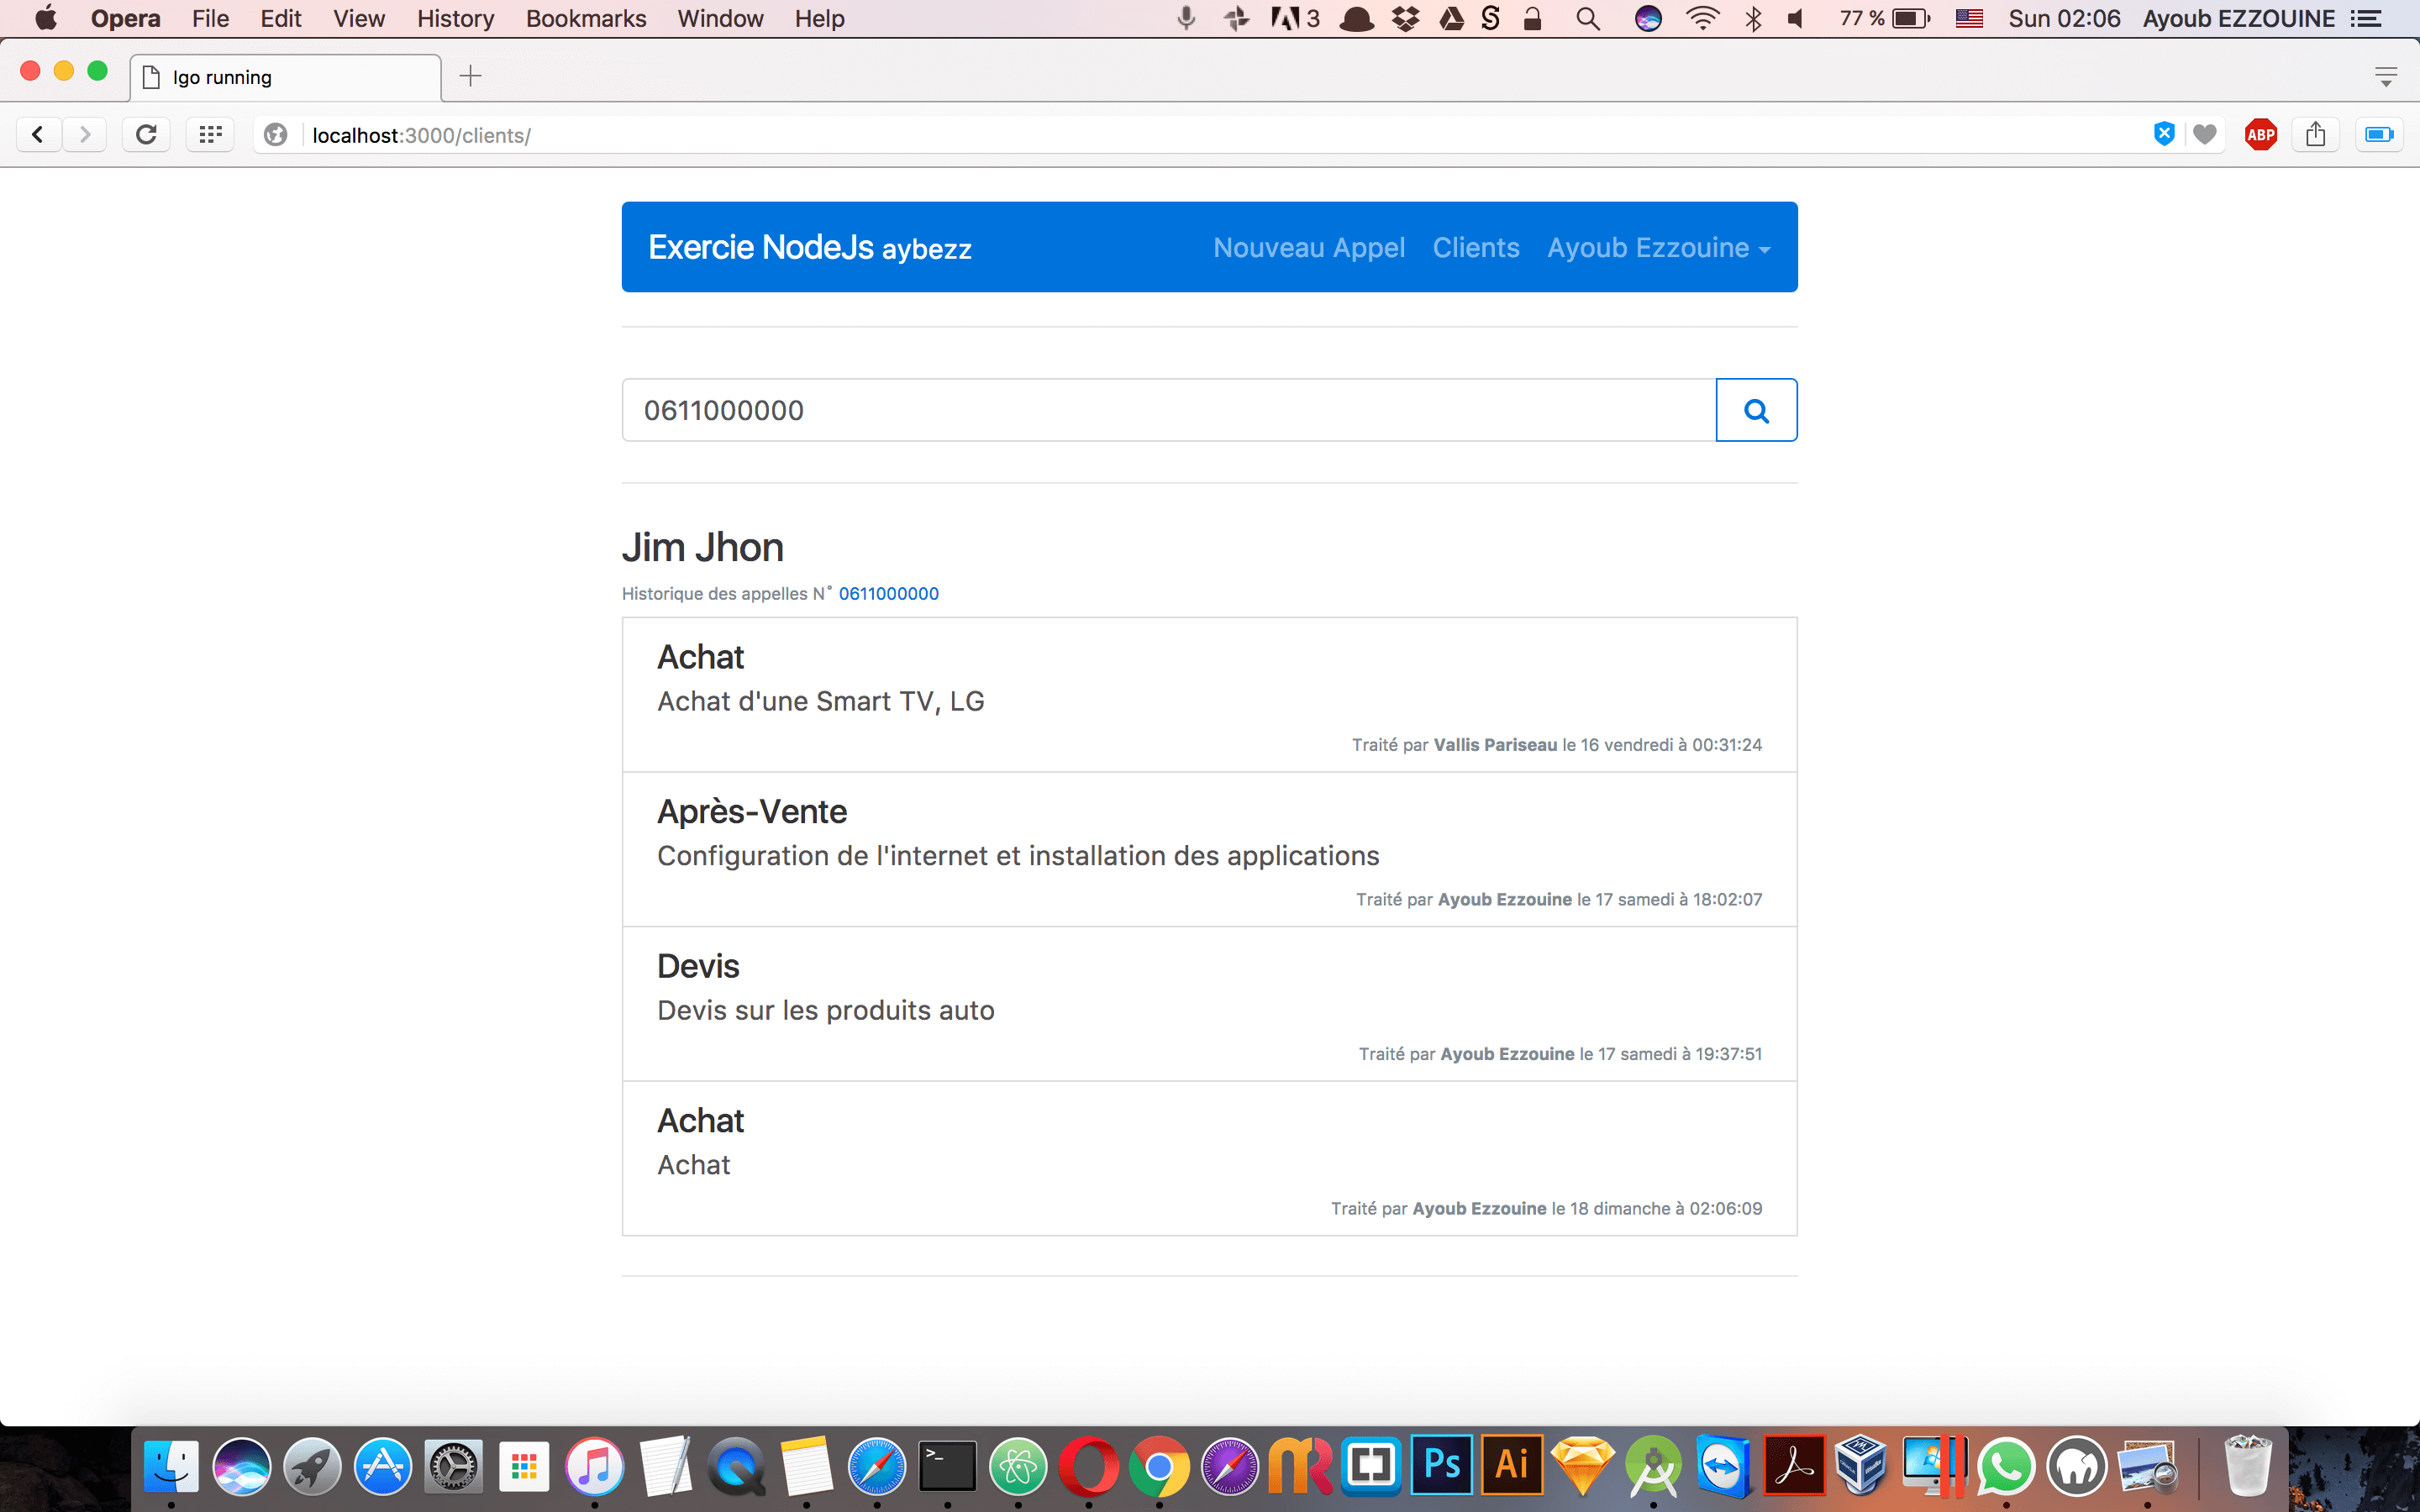 Opera File Edit View History Bookmarks Window Help 3 77 % Sun 02:06 Ayoub EZZOUINE
Igo running
localhost:3000/clients/ ABP
Exercie NodeJs aybezz Nouveau Appel Clients Ayoub Ezzouine
0611000000
Jim Jhon
Historique des appelles N° 0611000000
Achat
Achat d'une Smart TV, LG
Traité par Vallis Pariseau le 16 vendredi à 00:31:24
Après-Vente
Configuration de l'internet et installation des applications
Traité par Ayoub Ezzouine le 17 samedi à 18:02:07
Devis
Devis sur les produits auto
Traité par Ayoub Ezzouine le 17 samedi à 19:37:51
Achat
Achat
Traité par Ayoub Ezzouine le 18 dimanche à 02:06:09
>_ Ps Ai